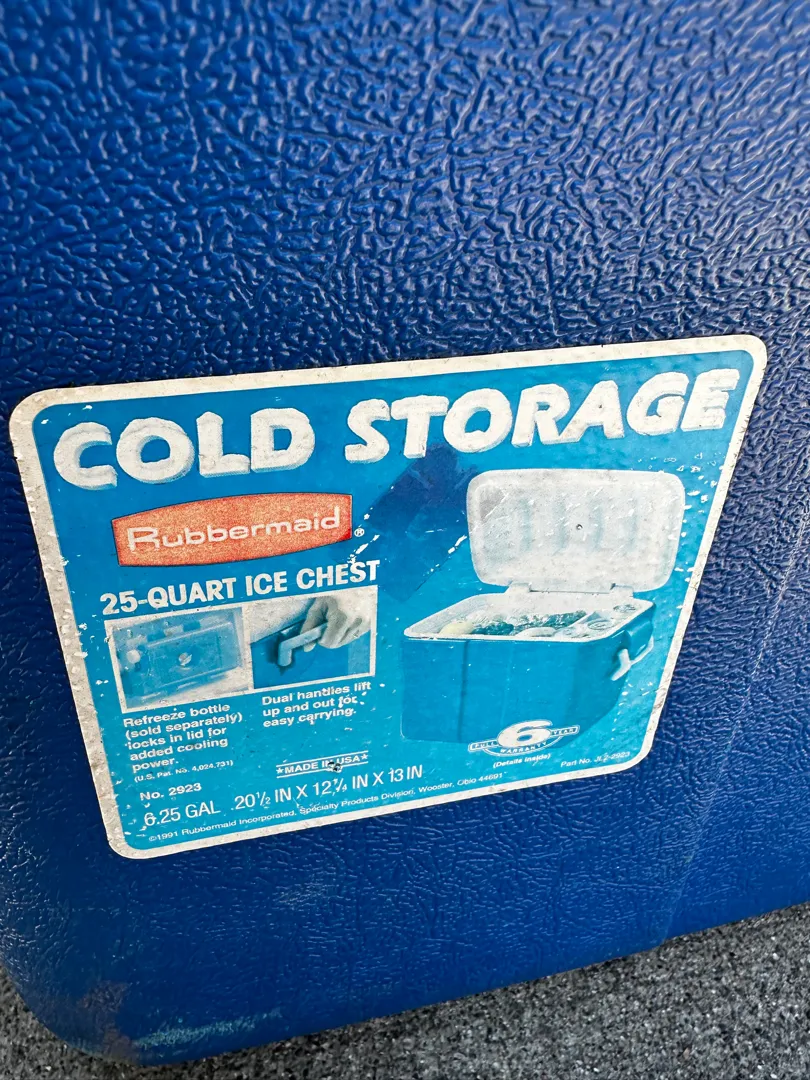 COLD STORAGE
Rubbermaid®
25-QUART ICE CHEST
Refreeze bottle
(sold separately)
locks in lid for
added cooling
power.
(U.S. Pat. No. 4,024,731)
Dual handles lift
up and out for
easy carrying.
FULL 6 YEAR
WARRANTY
(Details inside)
★MADE IN USA★
No. 2923
Part No. JL2-2923
6.25 GAL 20½ IN X 12¼ IN X 13 IN
©1991 Rubbermaid Incorporated, Specialty Products Division, Wooster, Ohio 44691